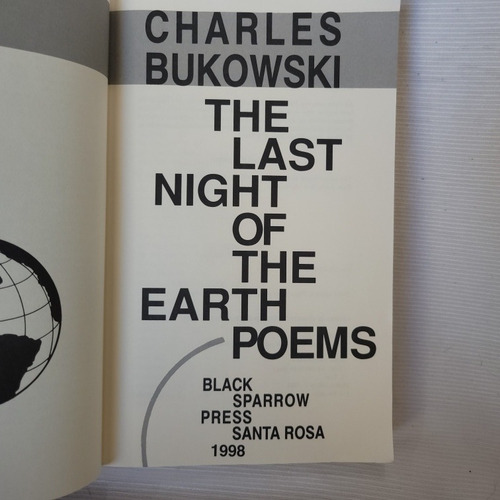 CHARLES
BUKOWSKI
THE
LAST
NIGHT
OF
THE
EARTH
POEMS
BLACK
SPARROW
PRESS
SANTA ROSA
1998